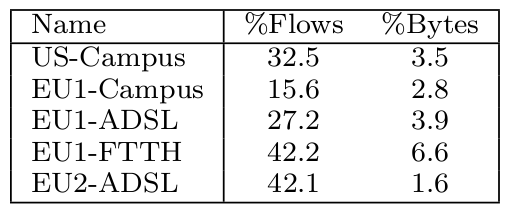 Name %Flows %Bytes
US-Campus 32.5 3.5
EU1-Campus 15.6 2.8
EU1-ADSL 27.2 3.9
EU1-FTTH 42.2 6.6
EU2-ADSL 42.1 1.6